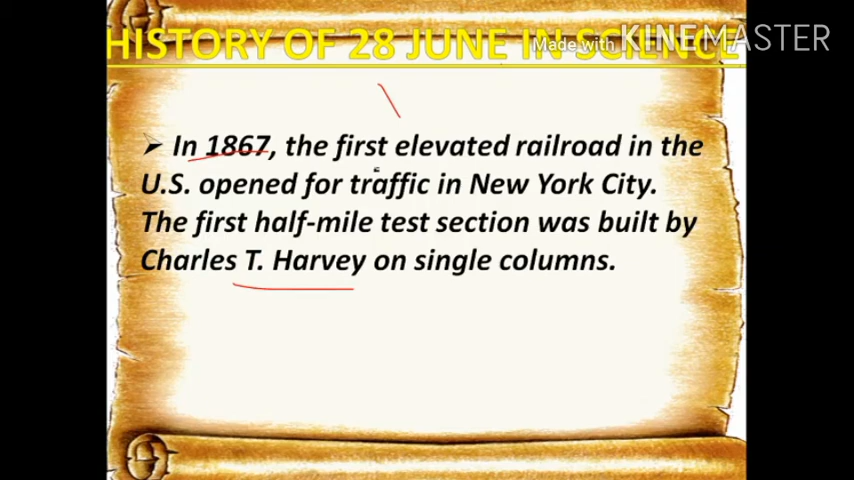 HISTORY OF 28 JUNE IN SCIENCE
Made with KINEMASTER
➢ In 1867, the first elevated railroad in the
U.S. opened for traffic in New York City.
The first half-mile test section was built by
Charles T. Harvey on single columns.